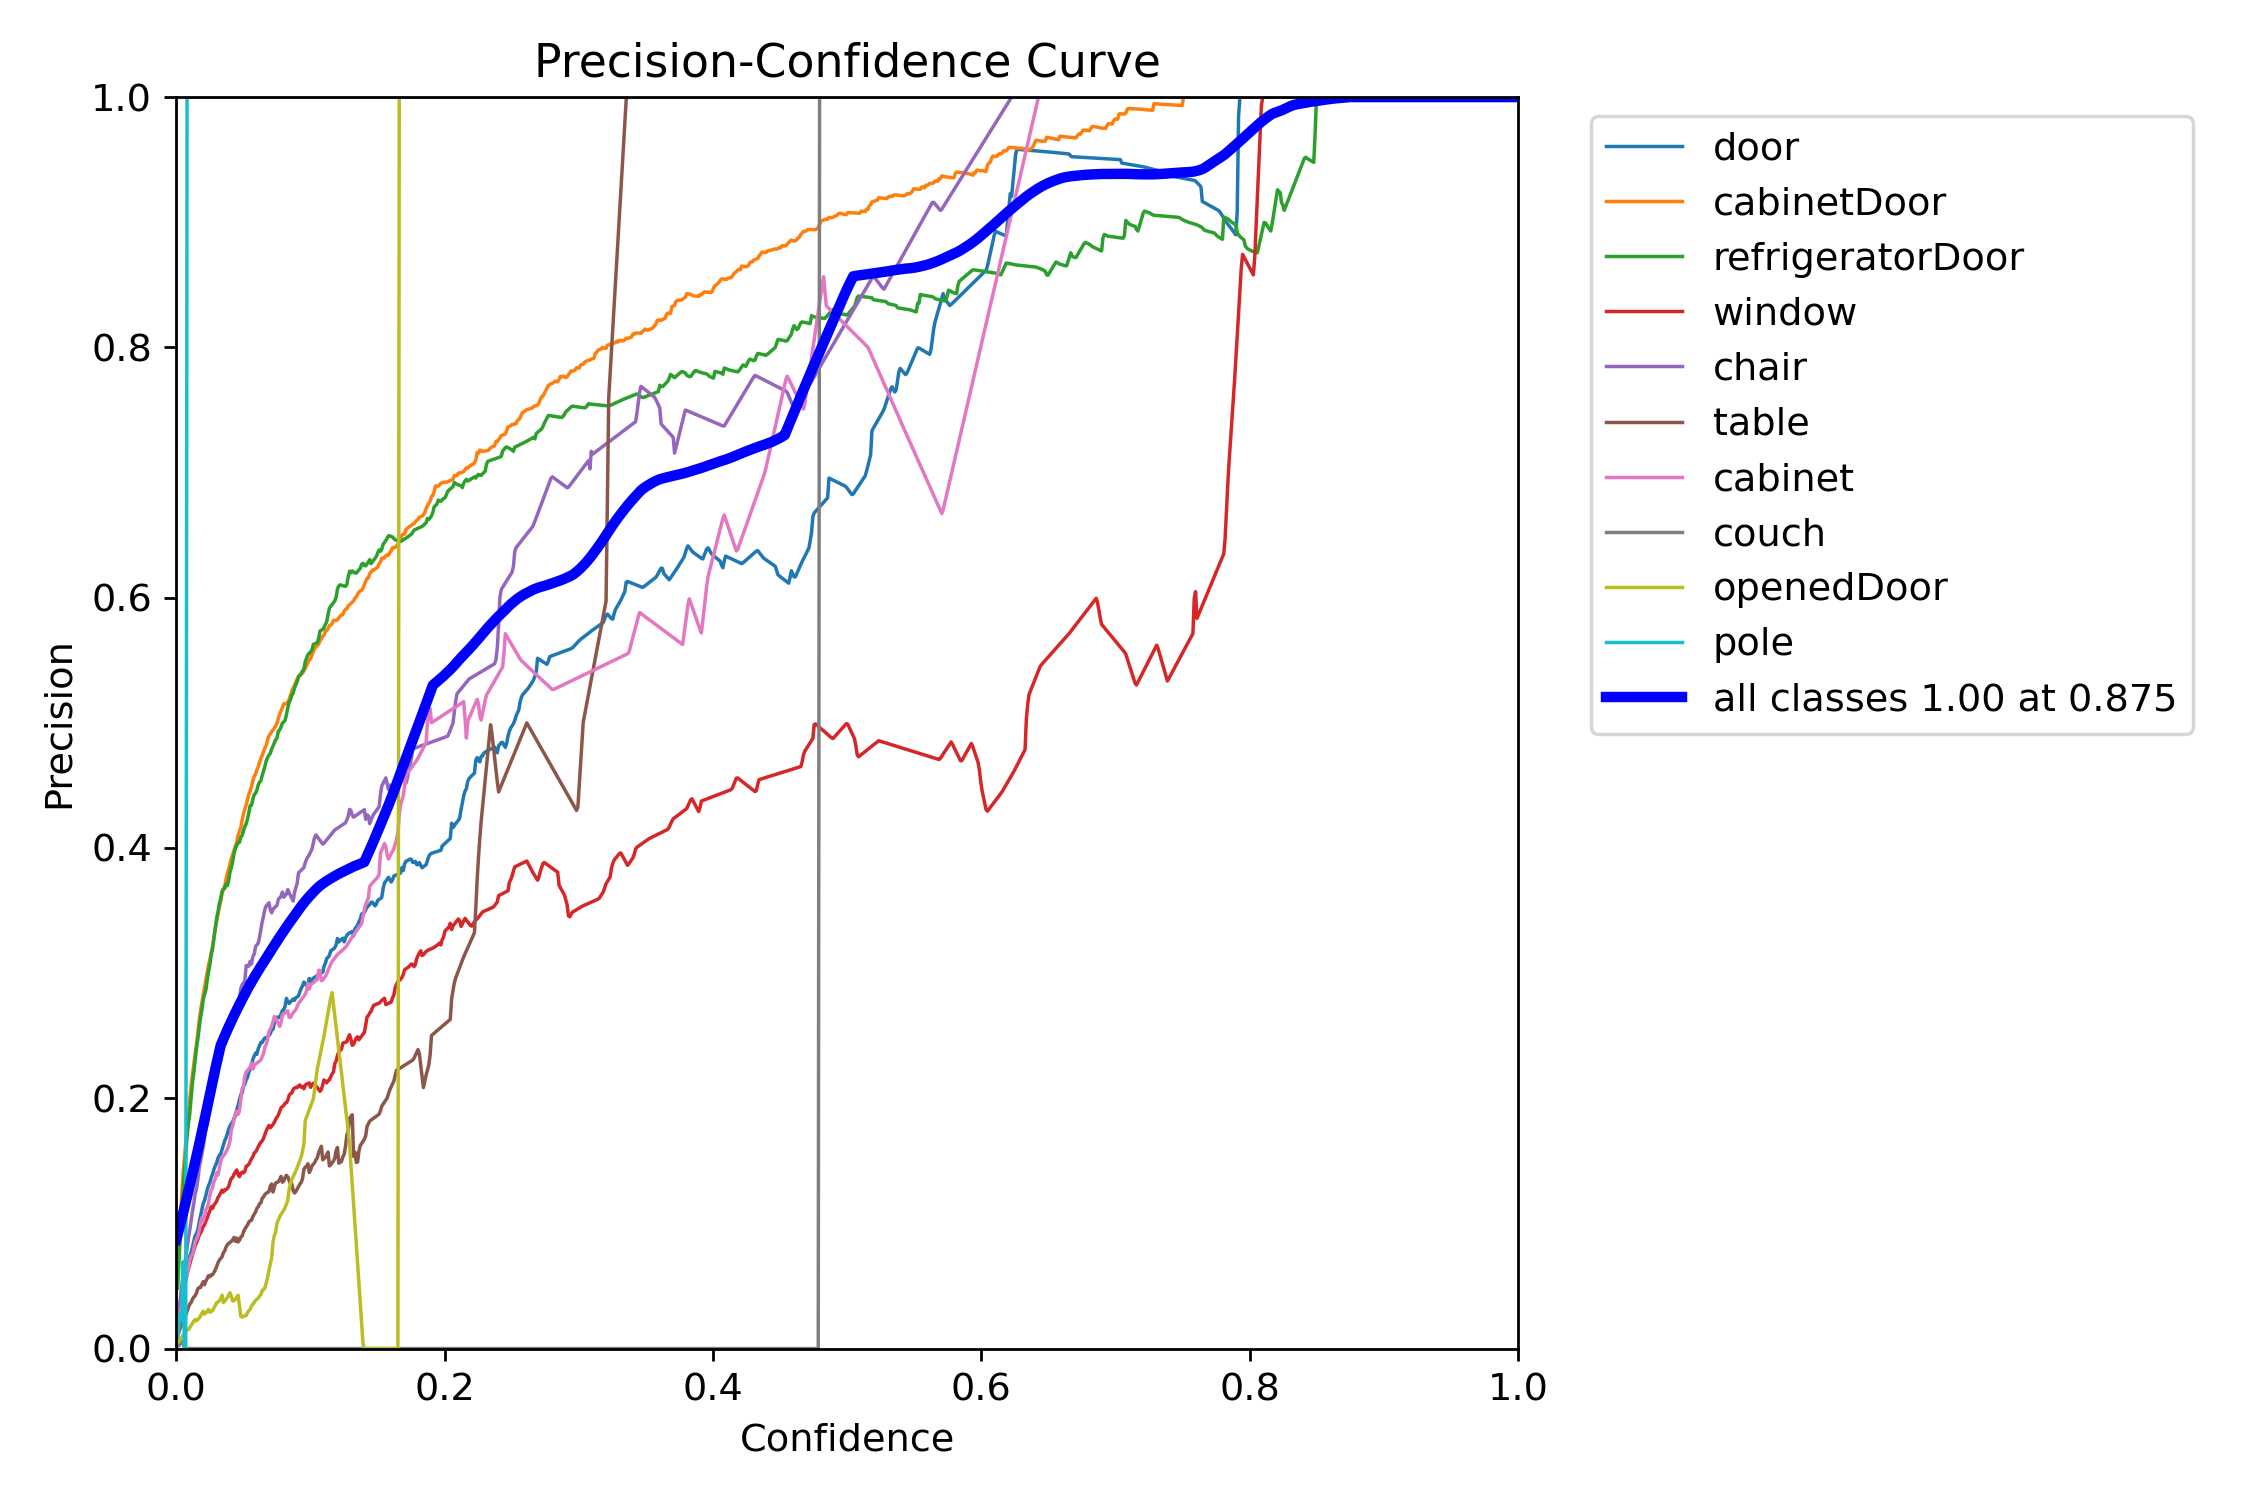 Precision-Confidence Curve
1.0
0.8
0.6
0.4
0.2
0.0
Precision
0.0 0.2 0.4 0.6 0.8 1.0
Confidence
door
cabinetDoor
refrigeratorDoor
window
chair
table
cabinet
couch
openedDoor
pole
all classes 1.00 at 0.875